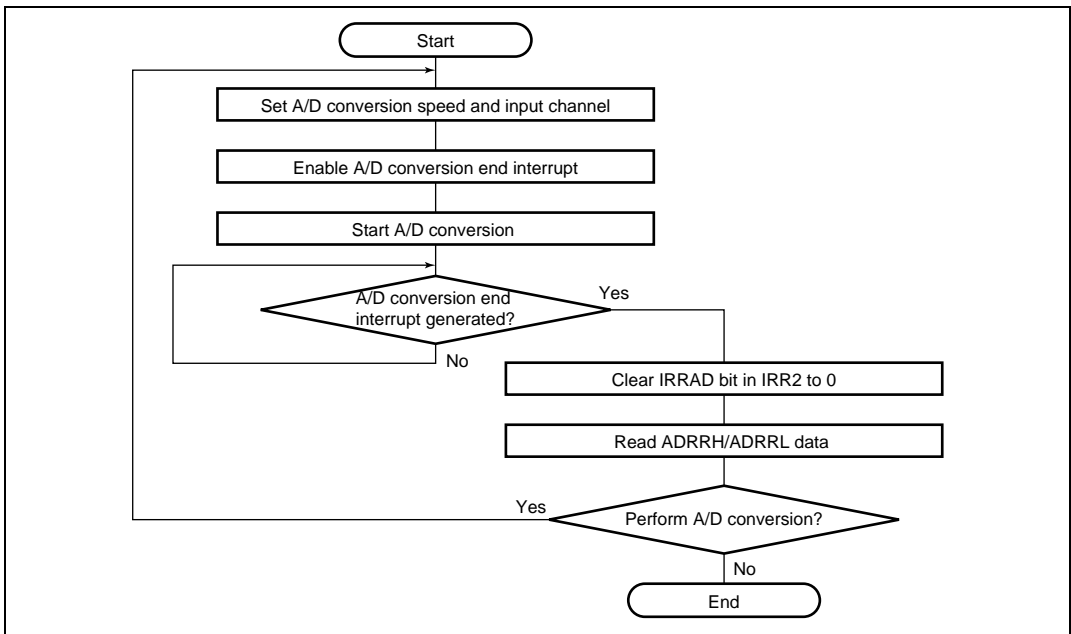 Start
Set A/D conversion speed and input channel
Enable A/D conversion end interrupt
Start A/D conversion
A/D conversion end
interrupt generated?
Yes
No
Clear IRRAD bit in IRR2 to 0
Read ADRRH/ADRRL data
Yes
Perform A/D conversion?
No
End